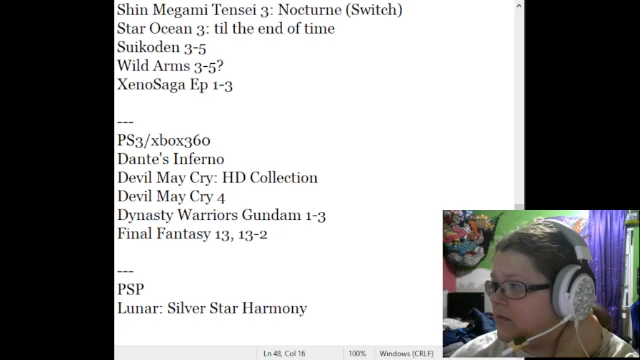 Shin Megami Tensei 3: Nocturne (Switch)
Star Ocean 3: til the end of time
Suikoden 3-5
Wild Arms 3-5?
XenoSaga Ep 1-3
---
PS3/xbox360
Dante's Inferno
Devil May Cry: HD Collection
Devil May Cry 4
Dynasty Warriors Gundam 1-3
Final Fantasy 13, 13-2
---
PSP
Lunar: Silver Star Harmony
Ln 48, Col 16 100% Windows (CRLF)